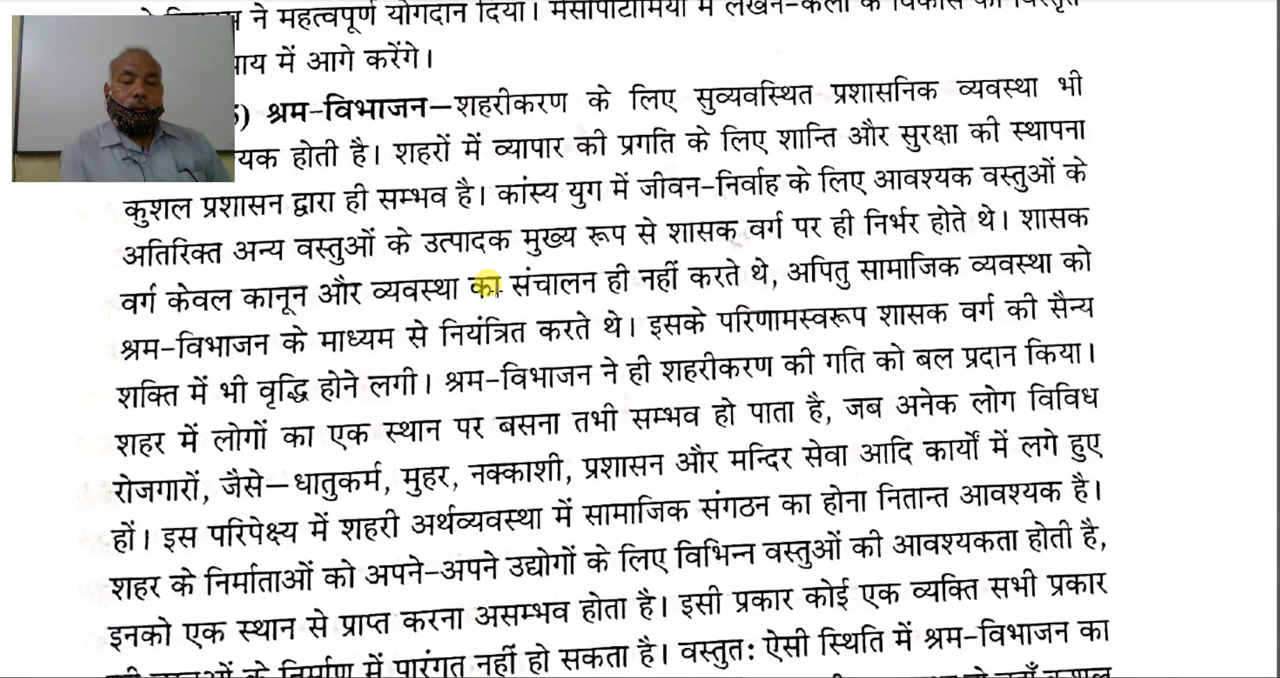 ने महत्वपूर्ण योगदान दिया। मेसोपोटामिया में लेखन-कला के विकास
में आगे करेंगे।
) श्रम-विभाजन—शहरीकरण के लिए सुव्यवस्थित प्रशासनिक व्यवस्था भी
यक होती है। शहरों में व्यापार की प्रगति के लिए शान्ति और सुरक्षा की स्थापना
कुशल प्रशासन द्वारा ही सम्भव है। कांस्य युग में जीवन-निर्वाह के लिए आवश्यक वस्तुओं के
अतिरिक्त अन्य वस्तुओं के उत्पादक मुख्य रूप से शासक वर्ग पर ही निर्भर होते थे। शासक
वर्ग केवल कानून और व्यवस्था का संचालन ही नहीं करते थे, अपितु सामाजिक व्यवस्था को
श्रम-विभाजन के माध्यम से नियंत्रित करते थे। इसके परिणामस्वरूप शासक वर्ग की सैन्य
शक्ति में भी वृद्धि होने लगी। श्रम-विभाजन ने ही शहरीकरण की गति को बल प्रदान किया।
शहर में लोगों का एक स्थान पर बसना तभी सम्भव हो पाता है, जब अनेक लोग विविध
रोजगारों, जैसे—धातुकर्म, मुहर, नक्काशी, प्रशासन और मन्दिर सेवा आदि कार्यों में लगे हुए
हों। इस परिपेक्ष्य में शहरी अर्थव्यवस्था में सामाजिक संगठन का होना नितान्त आवश्यक है।
शहर के निर्माताओं को अपने-अपने उद्योगों के लिए विभिन्न वस्तुओं की आवश्यकता होती है,
इनको एक स्थान से प्राप्त करना असम्भव होता है। इसी प्रकार कोई एक व्यक्ति सभी प्रकार
के निर्माण में पारंगत नहीं हो सकता है। वस्तुतः ऐसी स्थिति में श्रम-विभाजन का